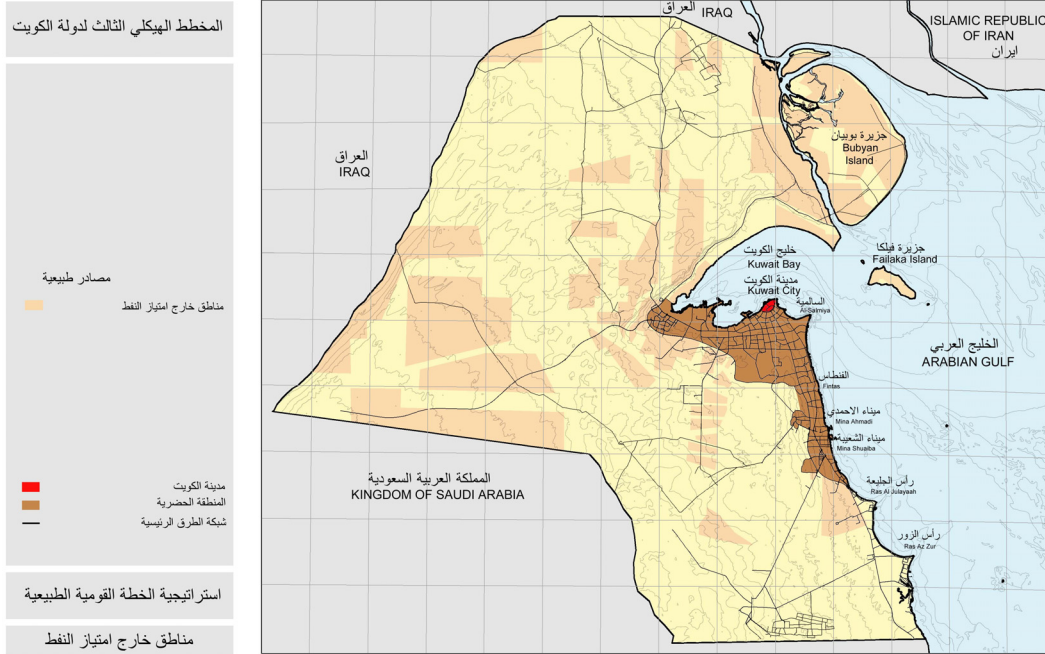 المخطط الهيكلي الثالث لدولة الكويت
مصادر طبيعية
مناطق خارج امتياز النفط
مدينة الكويت
المنطقة الحضرية
شبكة الطرق الرئيسية
استراتيجية الخطة القومية الطبيعية
مناطق خارج امتياز النفط
العراق IRAQ
ISLAMIC REPUBLIC
OF IRAN
ايران
العراق
IRAQ
جزيرة بوبيان
Bubyan
Island
خليج الكويت
Kuwait Bay
مدينة الكويت
Kuwait City
جزيرة فيلكا
Failaka Island
السالمية
Al-Salmiya
الخليج العربي
ARABIAN GULF
الفنطاس
Fintas
ميناء الاحمدي
Mina Ahmadi
ميناء الشعيبة
Mina Shuaiba
المملكة العربية السعودية
KINGDOM OF SAUDI ARABIA
رأس الجليعة
Ras Al Julayaah
رأس الزور
Ras Az Zur